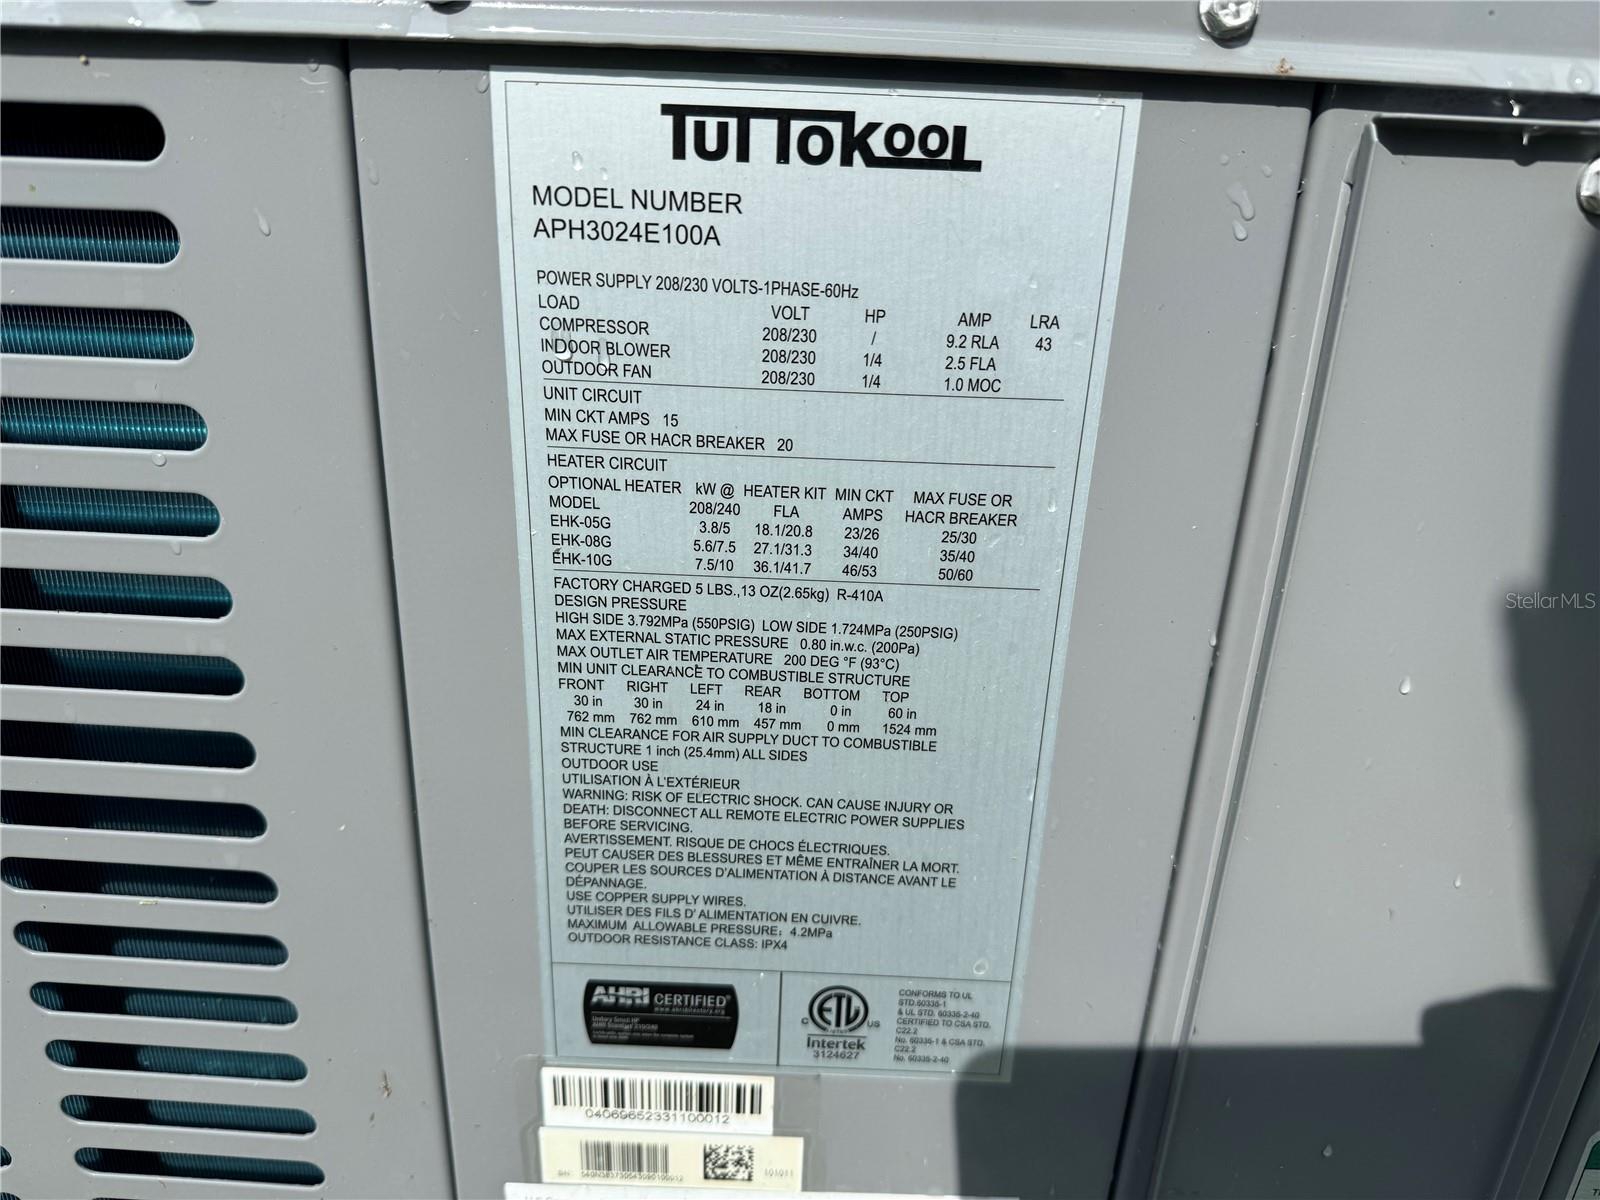 TUTTOKOOL
MODEL NUMBER
APH3024E100A
POWER SUPPLY 208/230 VOLTS-1PHASE-60Hz
LOAD VOLT HP AMP LRA
COMPRESSOR 208/230 / 9.2 RLA 43
INDOOR BLOWER 208/230 1/4 2.5 FLA
OUTDOOR FAN 208/230 1/4 1.0 MOC
UNIT CIRCUIT
MIN CKT AMPS 15
MAX FUSE OR HACR BREAKER 20
HEATER CIRCUIT
OPTIONAL HEATER kW @ HEATER KIT MIN CKT MAX FUSE OR
MODEL 208/240 FLA AMPS HACR BREAKER
EHK-05G 3.8/5 18.1/20.8 23/26 25/30
EHK-08G 5.6/7.5 27.1/31.3 34/40 35/40
EHK-10G 7.5/10 36.1/41.7 46/53 50/60
FACTORY CHARGED 5 LBS.,13 OZ(2.65kg) R-410A
DESIGN PRESSURE
HIGH SIDE 3.792MPa (550PSIG) LOW SIDE 1.724MPa (250PSIG)
MAX EXTERNAL STATIC PRESSURE 0.80 in.w.c. (200Pa)
MAX OUTLET AIR TEMPERATURE 200 DEG °F (93°C)
MIN UNIT CLEARANCE TO COMBUSTIBLE STRUCTURE
FRONT RIGHT LEFT REAR BOTTOM TOP
30 in 30 in 24 in 18 in 0 in 60 in
762 mm 762 mm 610 mm 457 mm 0 mm 1524 mm
MIN CLEARANCE FOR AIR SUPPLY DUCT TO COMBUSTIBLE
STRUCTURE 1 inch (25.4mm) ALL SIDES
OUTDOOR USE
UTILISATION À L'EXTÉRIEUR
WARNING: RISK OF ELECTRIC SHOCK. CAN CAUSE INJURY OR
DEATH: DISCONNECT ALL REMOTE ELECTRIC POWER SUPPLIES
BEFORE SERVICING.
AVERTISSEMENT. RISQUE DE CHOCS ÉLECTRIQUES.
PEUT CAUSER DES BLESSURES ET MÊME ENTRAÎNER LA MORT.
COUPER LES SOURCES D'ALIMENTATION À DISTANCE AVANT LE
DÉPANNAGE.
USE COPPER SUPPLY WIRES.
UTILISER DES FILS D'ALIMENTATION EN CUIVRE.
MAXIMUM ALLOWABLE PRESSURE: 4.2MPa
OUTDOOR RESISTANCE CLASS: IPX4
AHRI CERTIFIED®
www.ahridirectory.org
Unitary Small HP
AHRI Standard 210/240
C ETL US
Intertek
3124627
CONFORMS TO UL
STD.60335-1
& UL STD. 60335-2-40
CERTIFIED TO CSA STD.
C22.2
No. 60335-1 & CSA STD.
C22.2
No. 60335-2-40
04069652331100012
101011
Stellar MLS